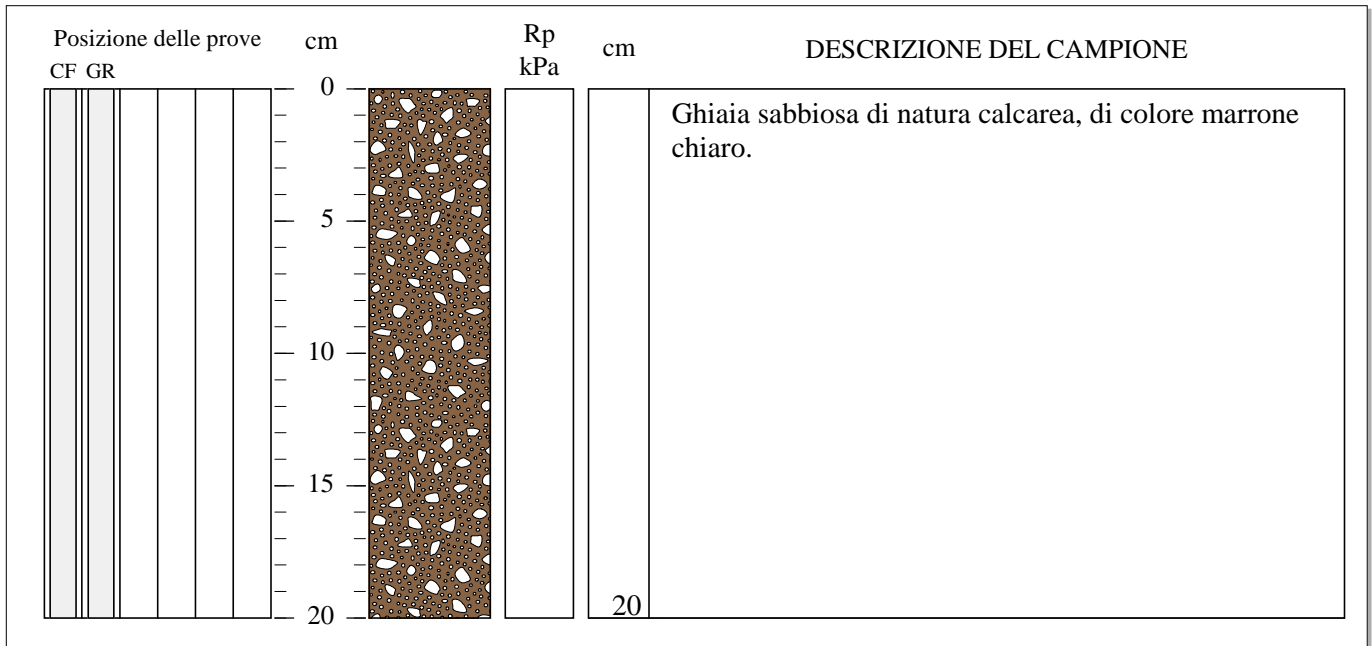 Posizione delle prove
CF GR
cm
Rp
kPa
cm
DESCRIZIONE DEL CAMPIONE
0
5
10
15
20
20
Ghiaia sabbiosa di natura calcarea, di colore marrone
chiaro.